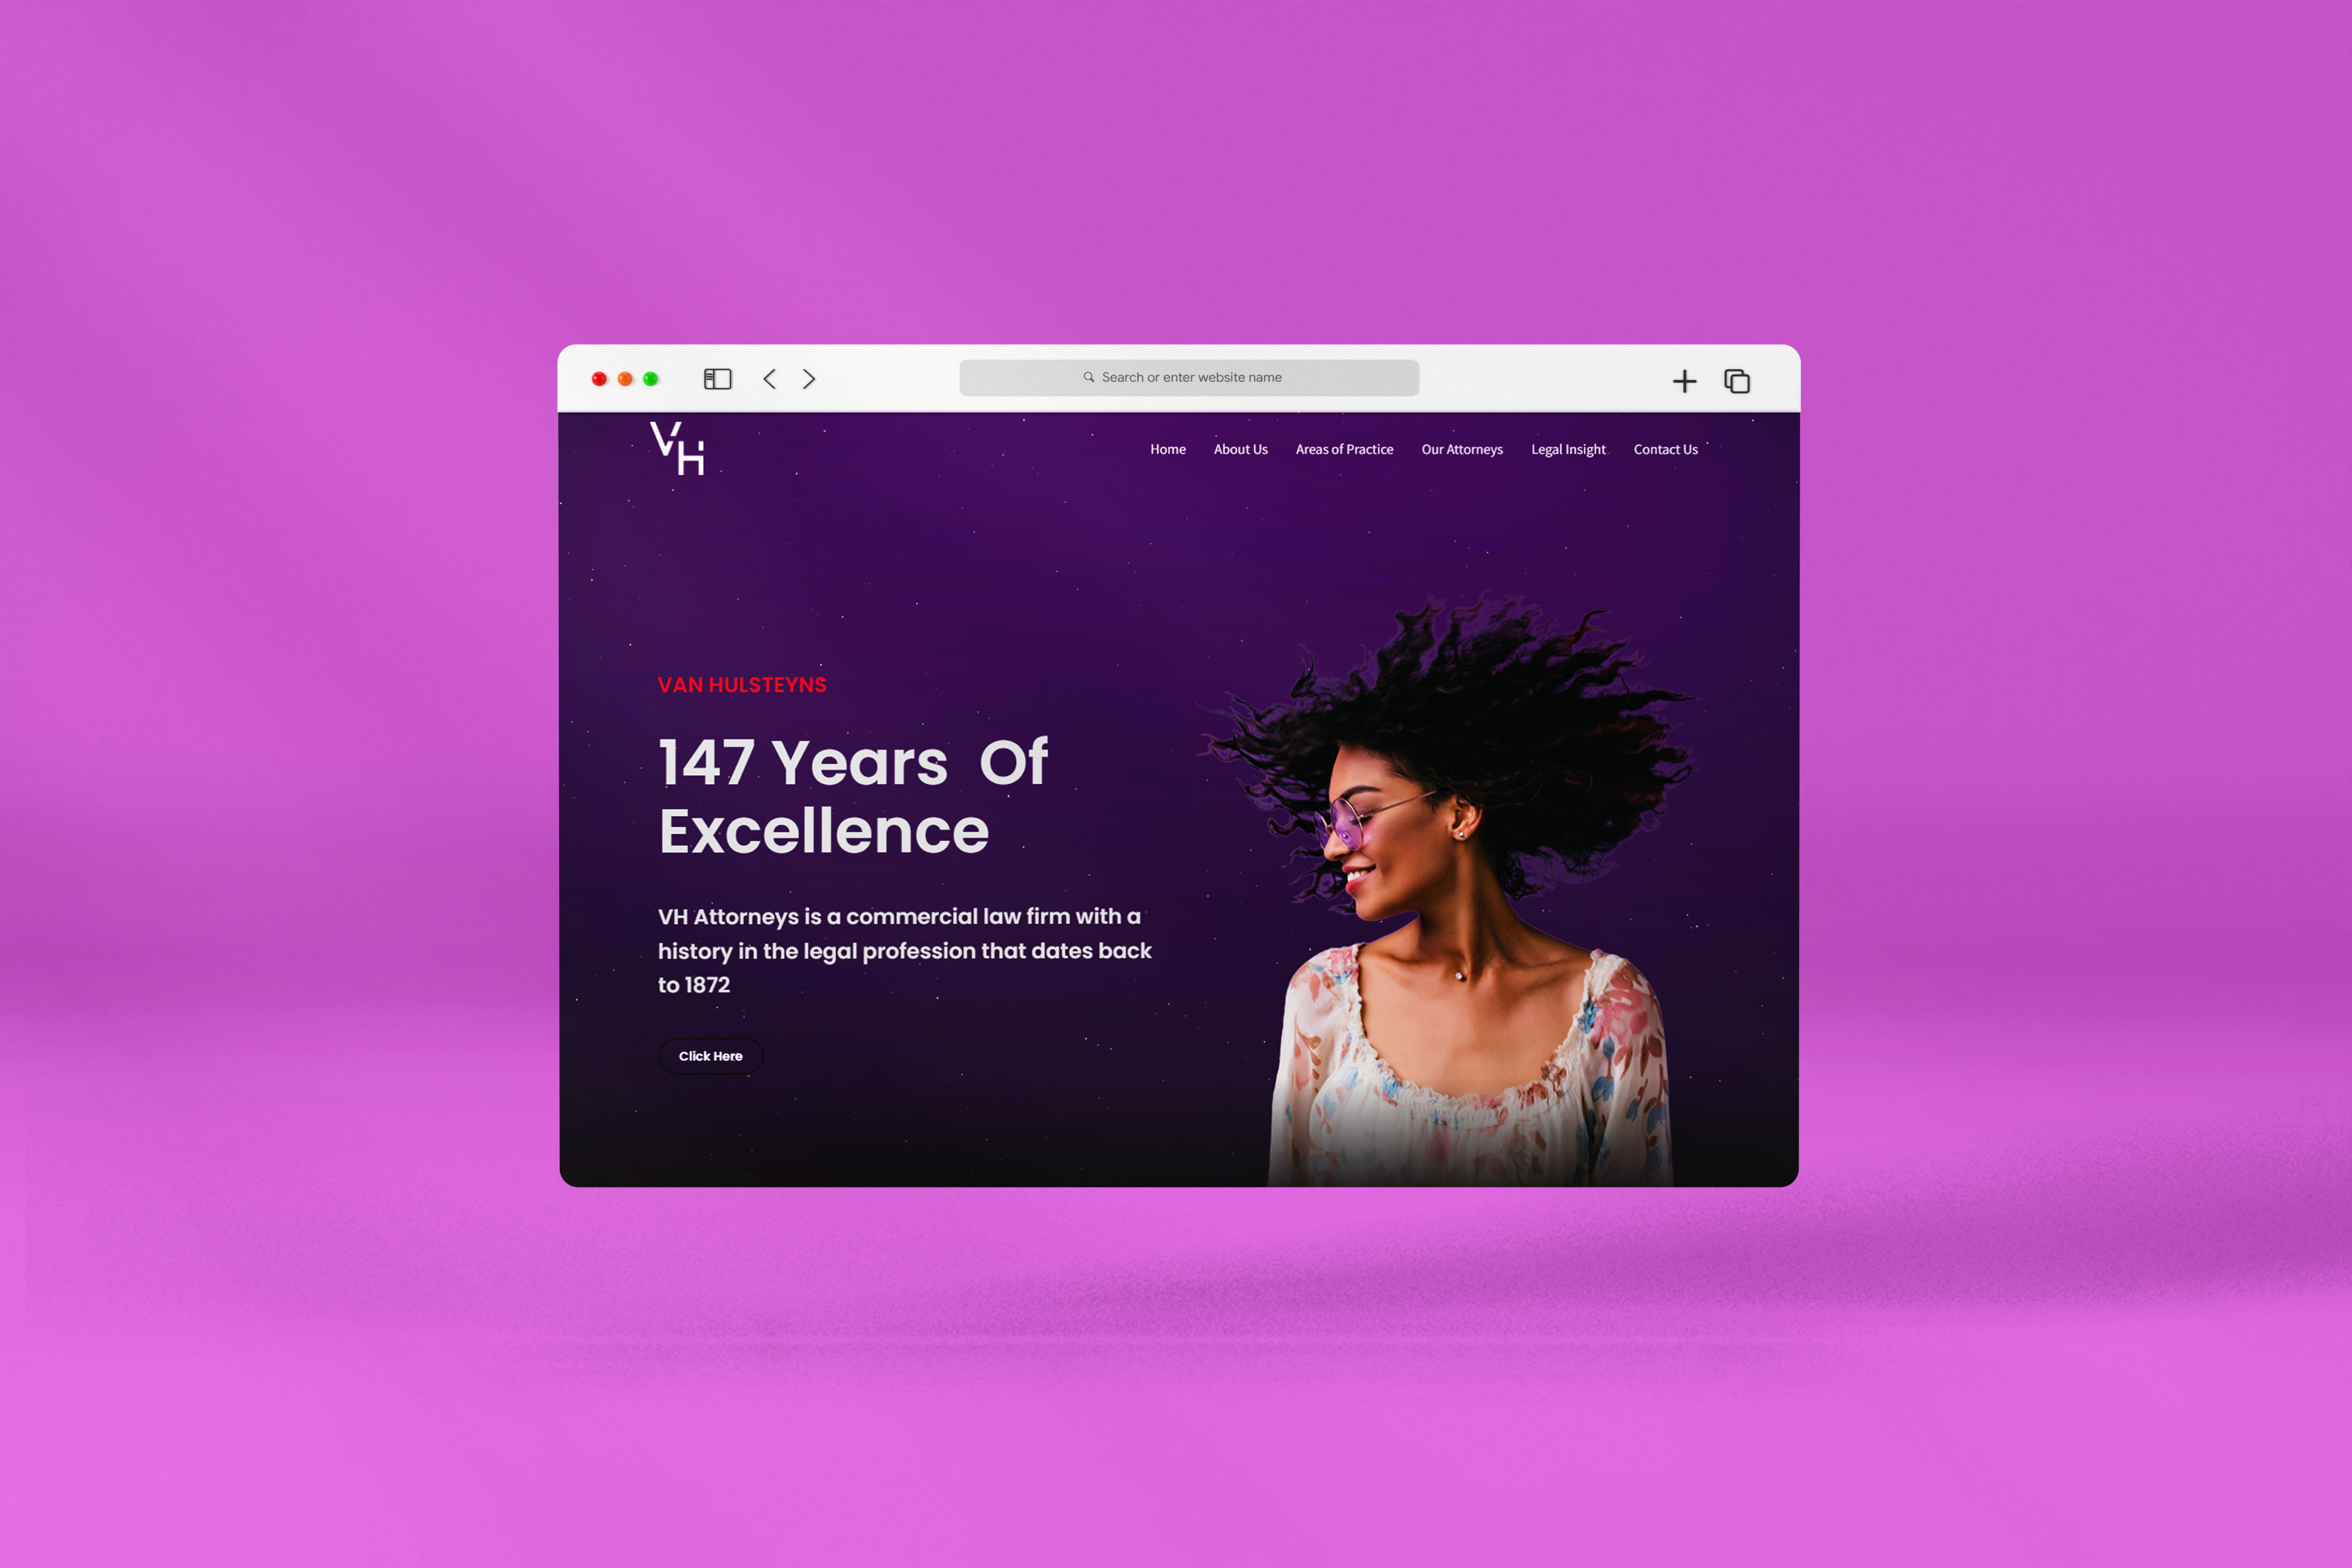 Search or enter website name
VH
Home About Us Areas of Practice Our Attorneys Legal Insight Contact Us
VAN HULSTEYNS
147 Years Of
Excellence
VH Attorneys is a commercial law firm with a
history in the legal profession that dates back
to 1872
Click Here